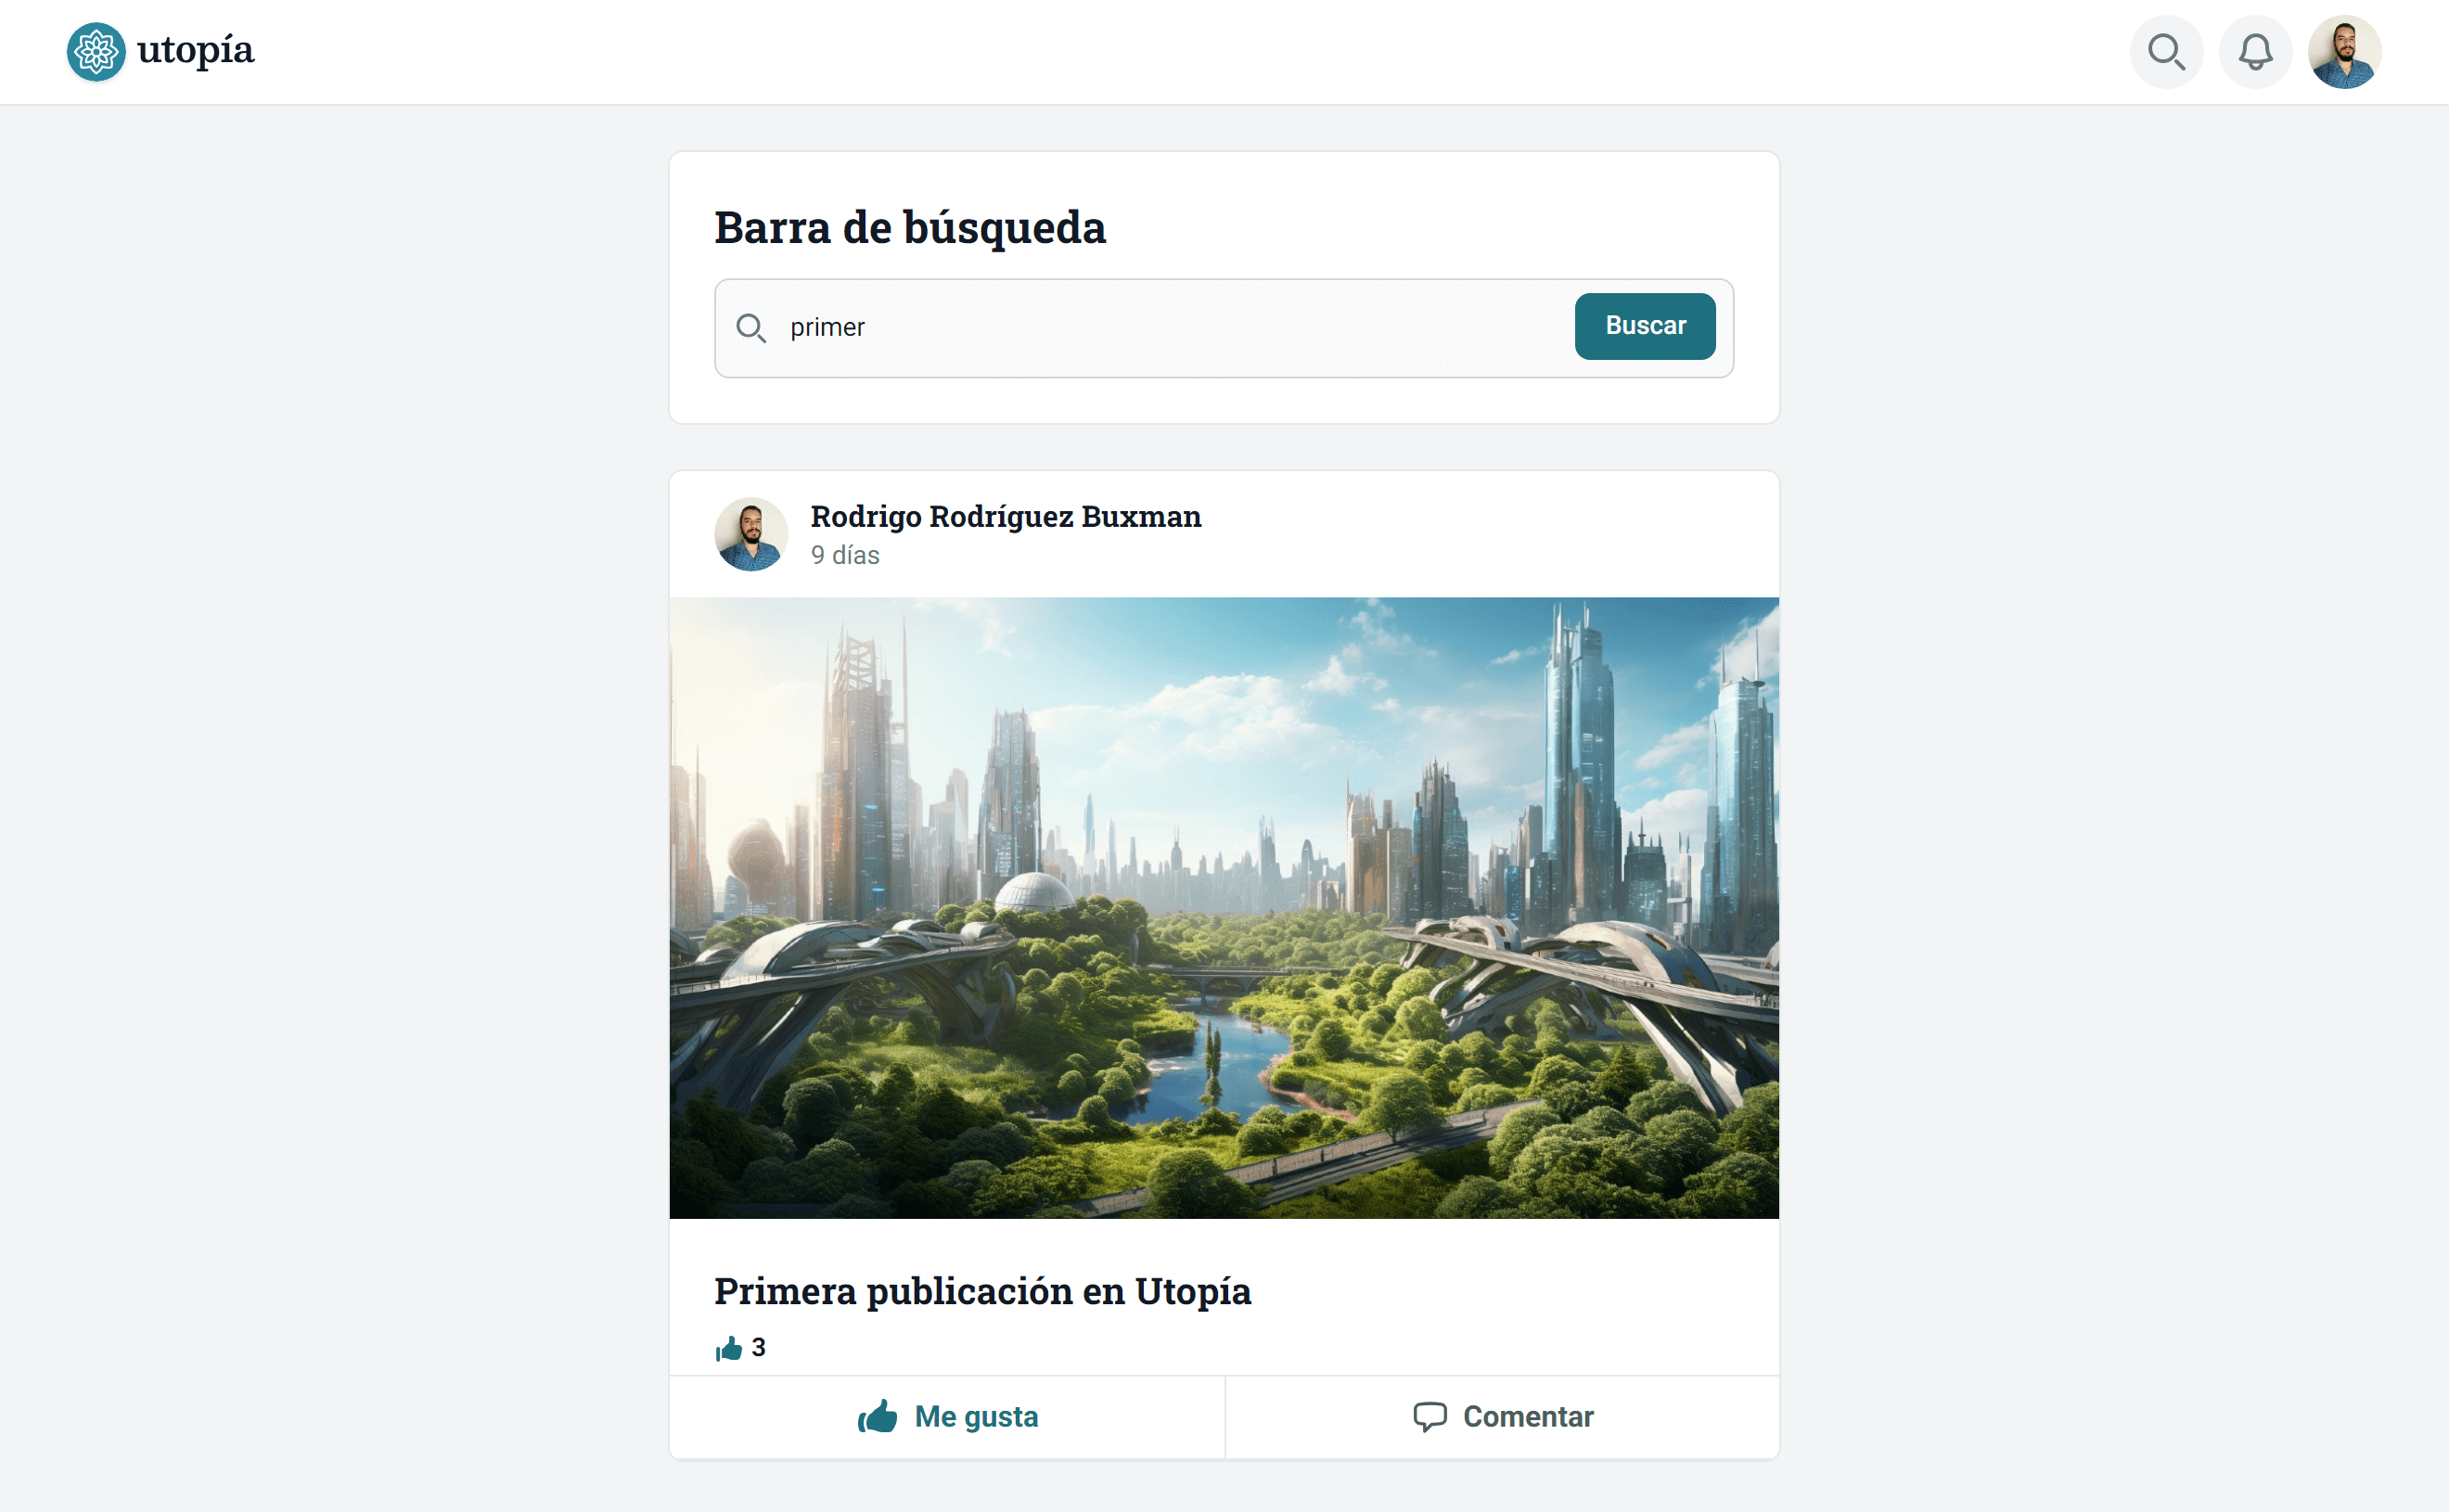 utopía
Barra de búsqueda
primer
Buscar
Rodrigo Rodríguez Buxman
9 días
Primera publicación en Utopía
3
Me gusta
Comentar